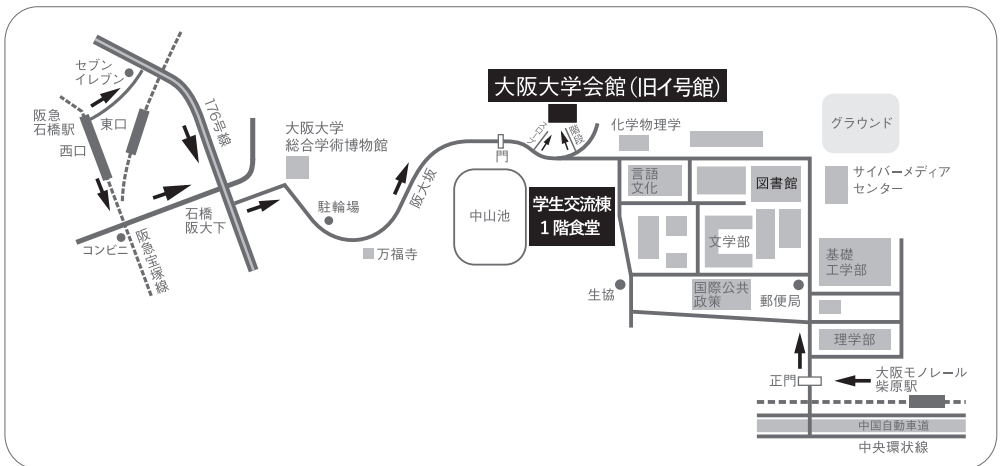 セブン
イレブン
阪急
石橋駅
東口
西口
176号線
大阪大学
総合学術博物館
石橋
阪大下
コンビニ
阪急宝塚線
駐輪場
万福寺
阪大坂
門
中山池
大阪大学会館(旧イ号館)
スロープ
階段
学生交流棟
1階食堂
化学物理学
言語
文化
図書館
文学部
国際公共
政策
郵便局
生協
グラウンド
サイバーメディア
センター
基礎
工学部
理学部
正門
大阪モノレール
柴原駅
中国自動車道
中央環状線